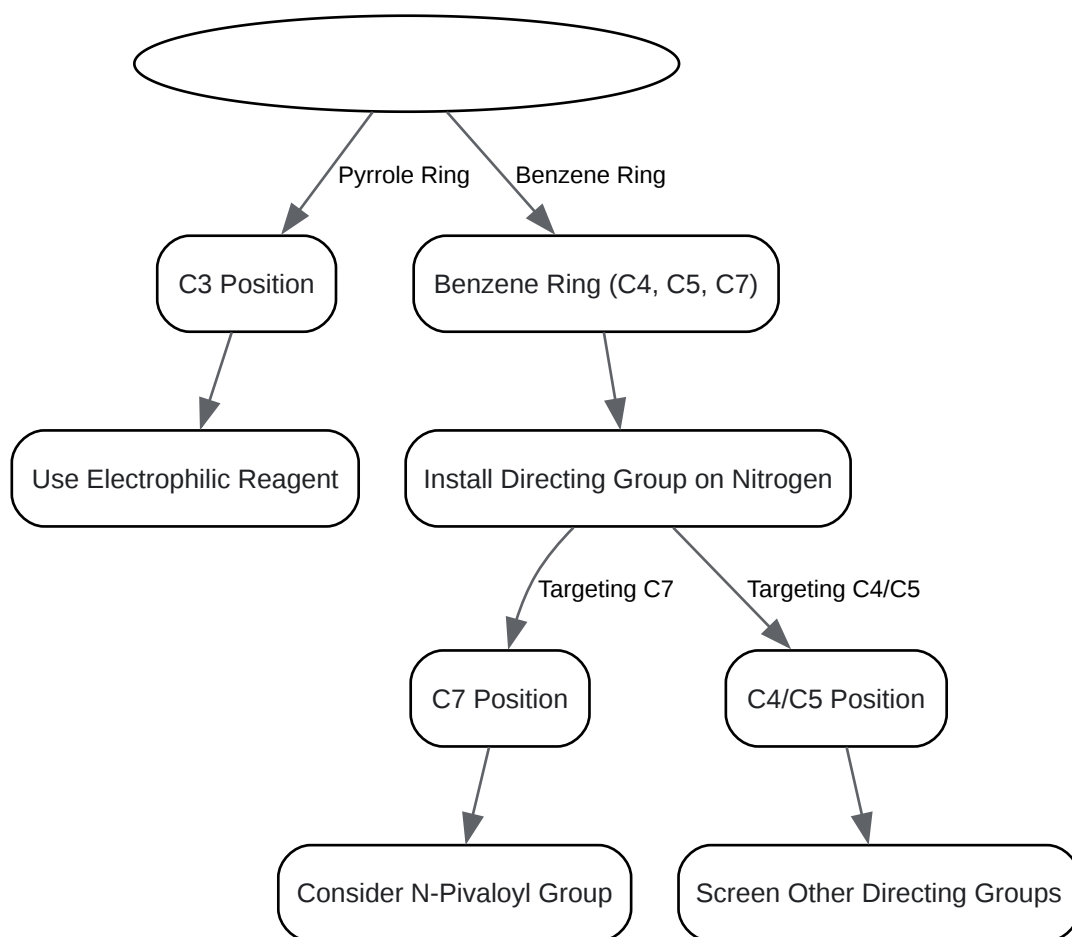 Pyrrole Ring
Benzene Ring
C3 Position
Benzene Ring (C4, C5, C7)
Use Electrophilic Reagent
Install Directing Group on Nitrogen
Targeting C7
Targeting C4/C5
C7 Position
C4/C5 Position
Consider N-Pivaloyl Group
Screen Other Directing Groups